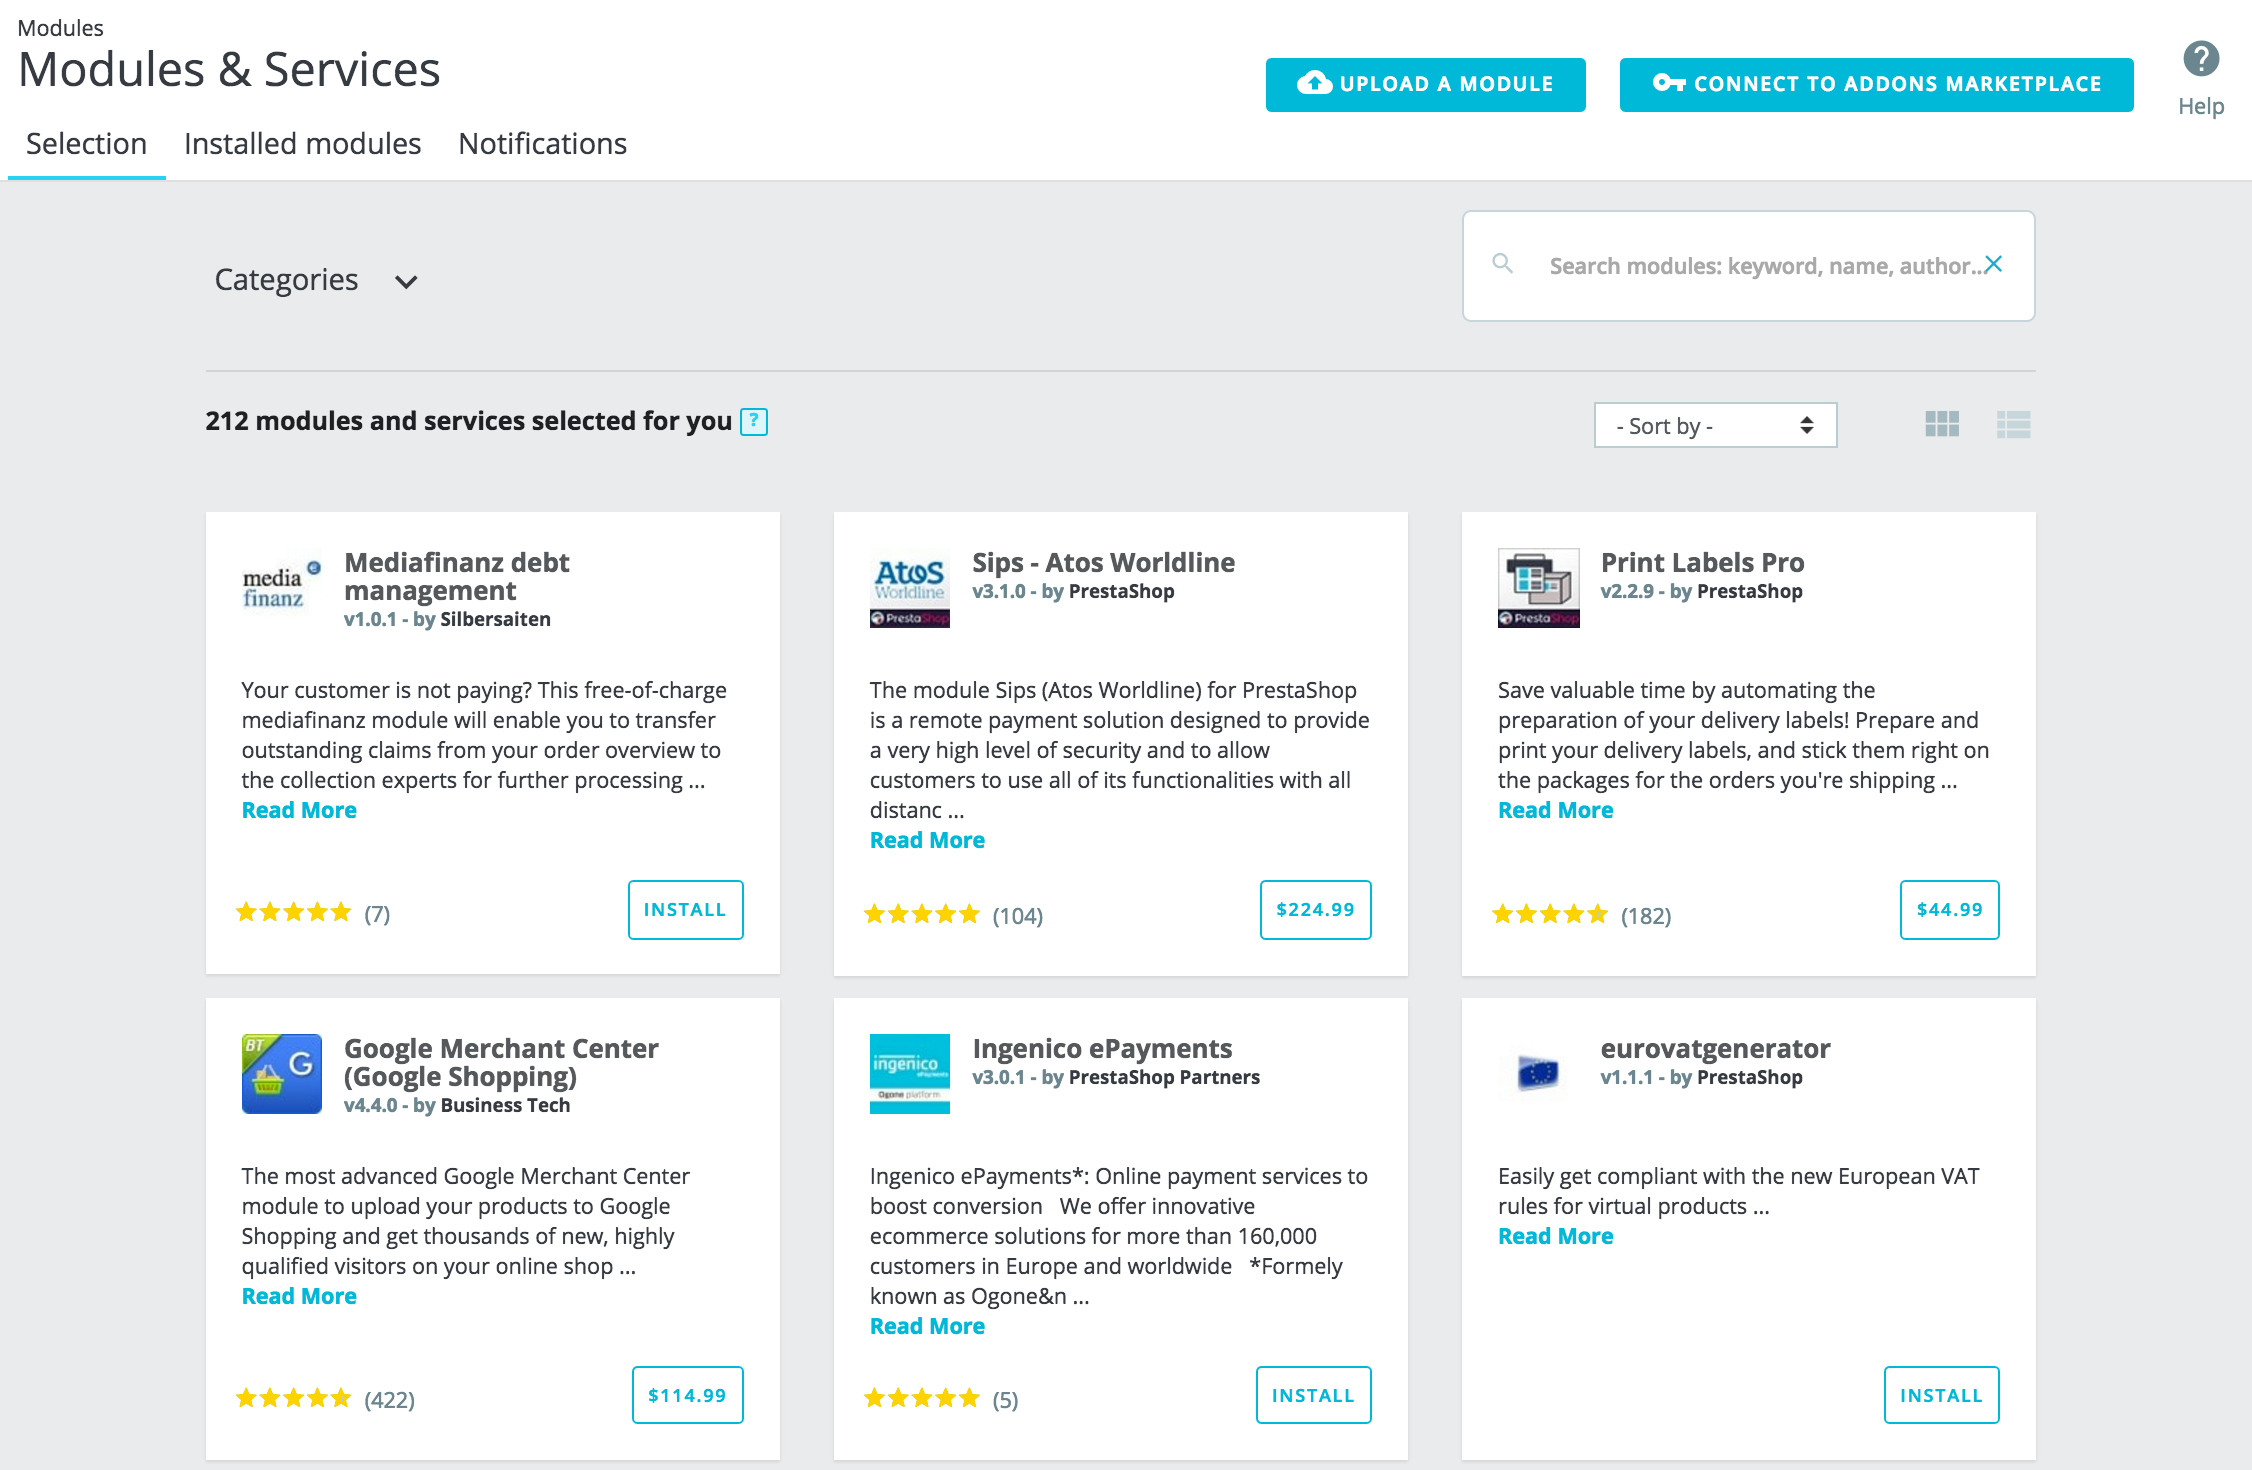 Modules
Modules & Services
UPLOAD A MODULE
CONNECT TO ADDONS MARKETPLACE
Help
Selection
Installed modules
Notifications
Categories
Search modules: keyword, name, author...
212 modules and services selected for you ?
- Sort by -
media
finanz
Mediafinanz debt
management
v1.0.1 - by Silbersaiten
Your customer is not paying? This free-of-charge
mediafinanz module will enable you to transfer
outstanding claims from your order overview to
the collection experts for further processing ...
Read More
(7)
INSTALL
Atos
Worldline
PrestaShop
Sips - Atos Worldline
v3.1.0 - by PrestaShop
The module Sips (Atos Worldline) for PrestaShop
is a remote payment solution designed to provide
a very high level of security and to allow
customers to use all of its functionalities with all
distanc ...
Read More
(104)
$224.99
PrestaShop
Print Labels Pro
v2.2.9 - by PrestaShop
Save valuable time by automating the
preparation of your delivery labels! Prepare and
print your delivery labels, and stick them right on
the packages for the orders you're shipping ...
Read More
(182)
$44.99
BT
G
Google Merchant Center
(Google Shopping)
v4.4.0 - by Business Tech
The most advanced Google Merchant Center
module to upload your products to Google
Shopping and get thousands of new, highly
qualified visitors on your online shop ...
Read More
(422)
$114.99
ingenico
ePayments
Ogone platform
Ingenico ePayments
v3.0.1 - by PrestaShop Partners
Ingenico ePayments*: Online payment services to
boost conversion   We offer innovative
ecommerce solutions for more than 160,000
customers in Europe and worldwide   *Formely
known as Ogone&n ...
Read More
(5)
INSTALL
eurovatgenerator
v1.1.1 - by PrestaShop
Easily get compliant with the new European VAT
rules for virtual products ...
Read More
INSTALL